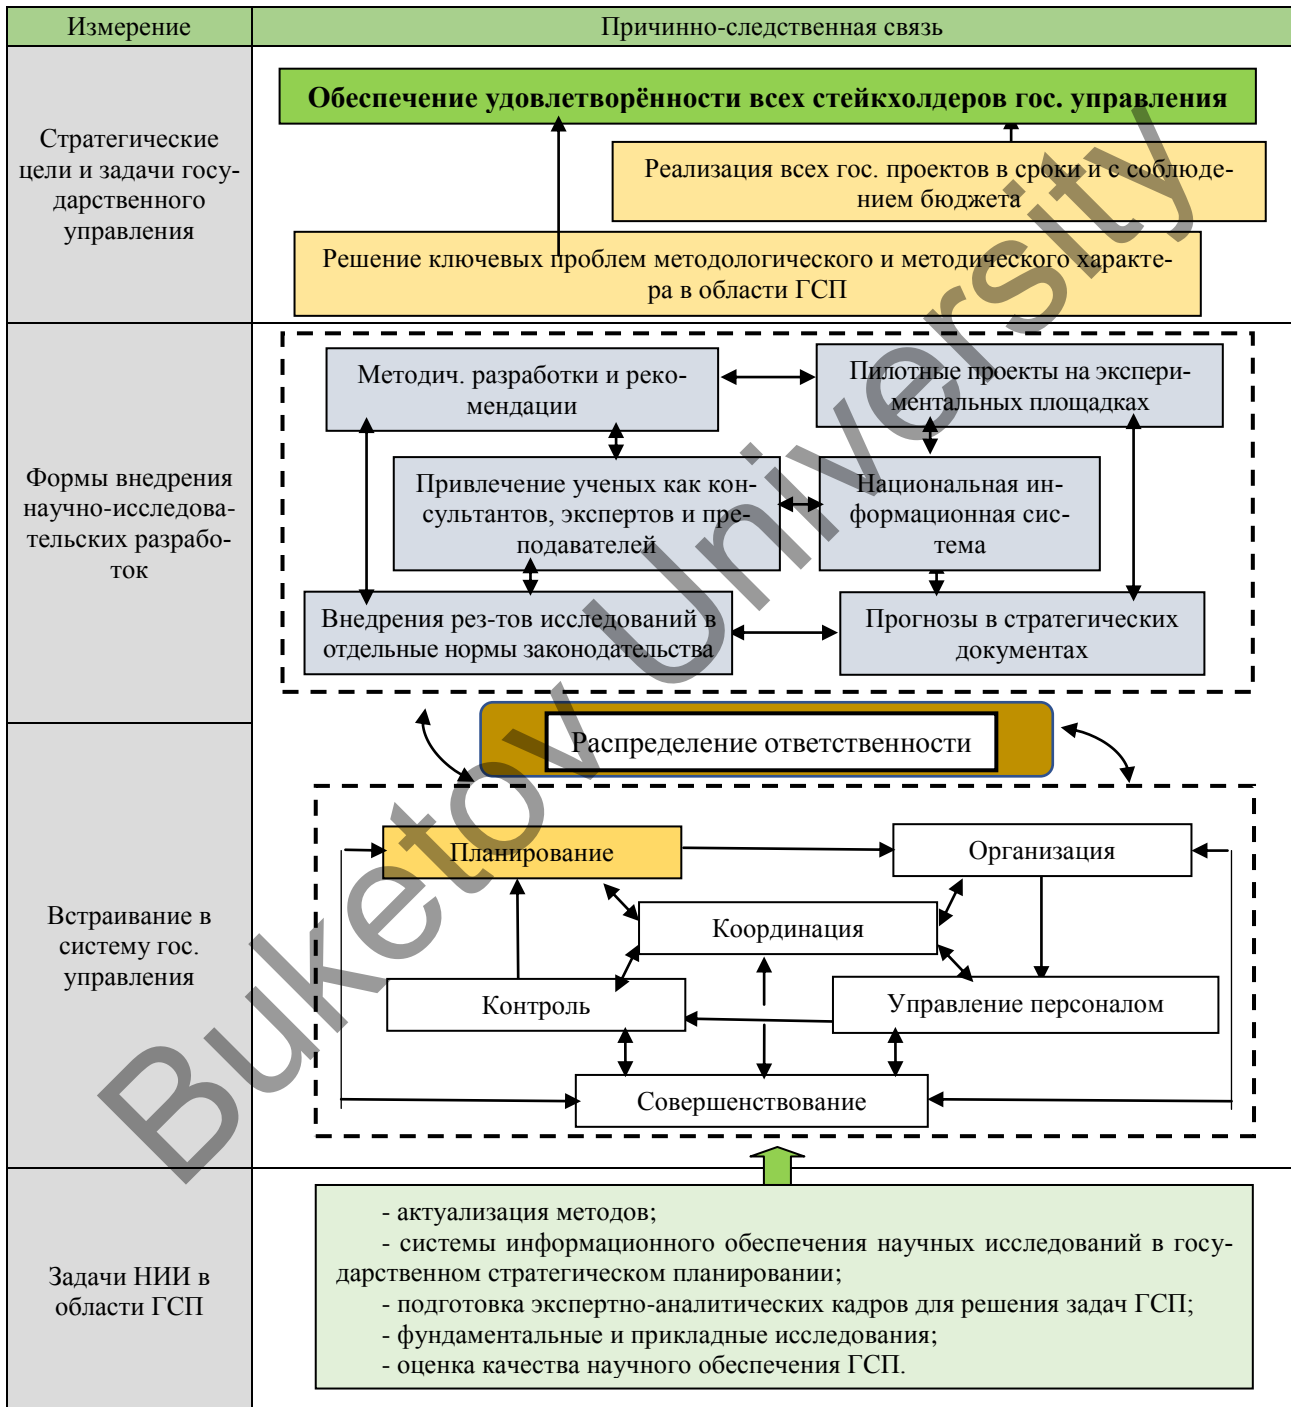 Измерение
Причинно-следственная связь
Стратегические
цели и задачи госу-
дарственного
управления
Обеспечение удовлетворённости всех стейкхолдеров гос. управления
Реализация всех гос. проектов в сроки и с соблюде-
нием бюджета
Решение ключевых проблем методологического и методического характе-
ра в области ГСП
Формы внедрения
научно-исследова-
тельских разрабо-
ток
Методич. разработки и реко-
мендации
Пилотные проекты на экспери-
ментальных площадках
Привлечение ученых как кон-
сультантов, экспертов и пре-
подавателей
Национальная ин-
формационная сис-
тема
Внедрения рез-тов исследований в
отдельные нормы законодательства
Прогнозы в стратегических
документах
Распределение ответственности
Встраивание в
систему гос.
управления
Планирование
Организация
Координация
Контроль
Управление персоналом
Совершенствование
Задачи НИИ в
области ГСП
- актуализация методов;
- системы информационного обеспечения научных исследований в госу-
дарственном стратегическом планировании;
- подготовка экспертно-аналитических кадров для решения задач ГСП;
- фундаментальные и прикладные исследования;
- оценка качества научного обеспечения ГСП.
Buketov University